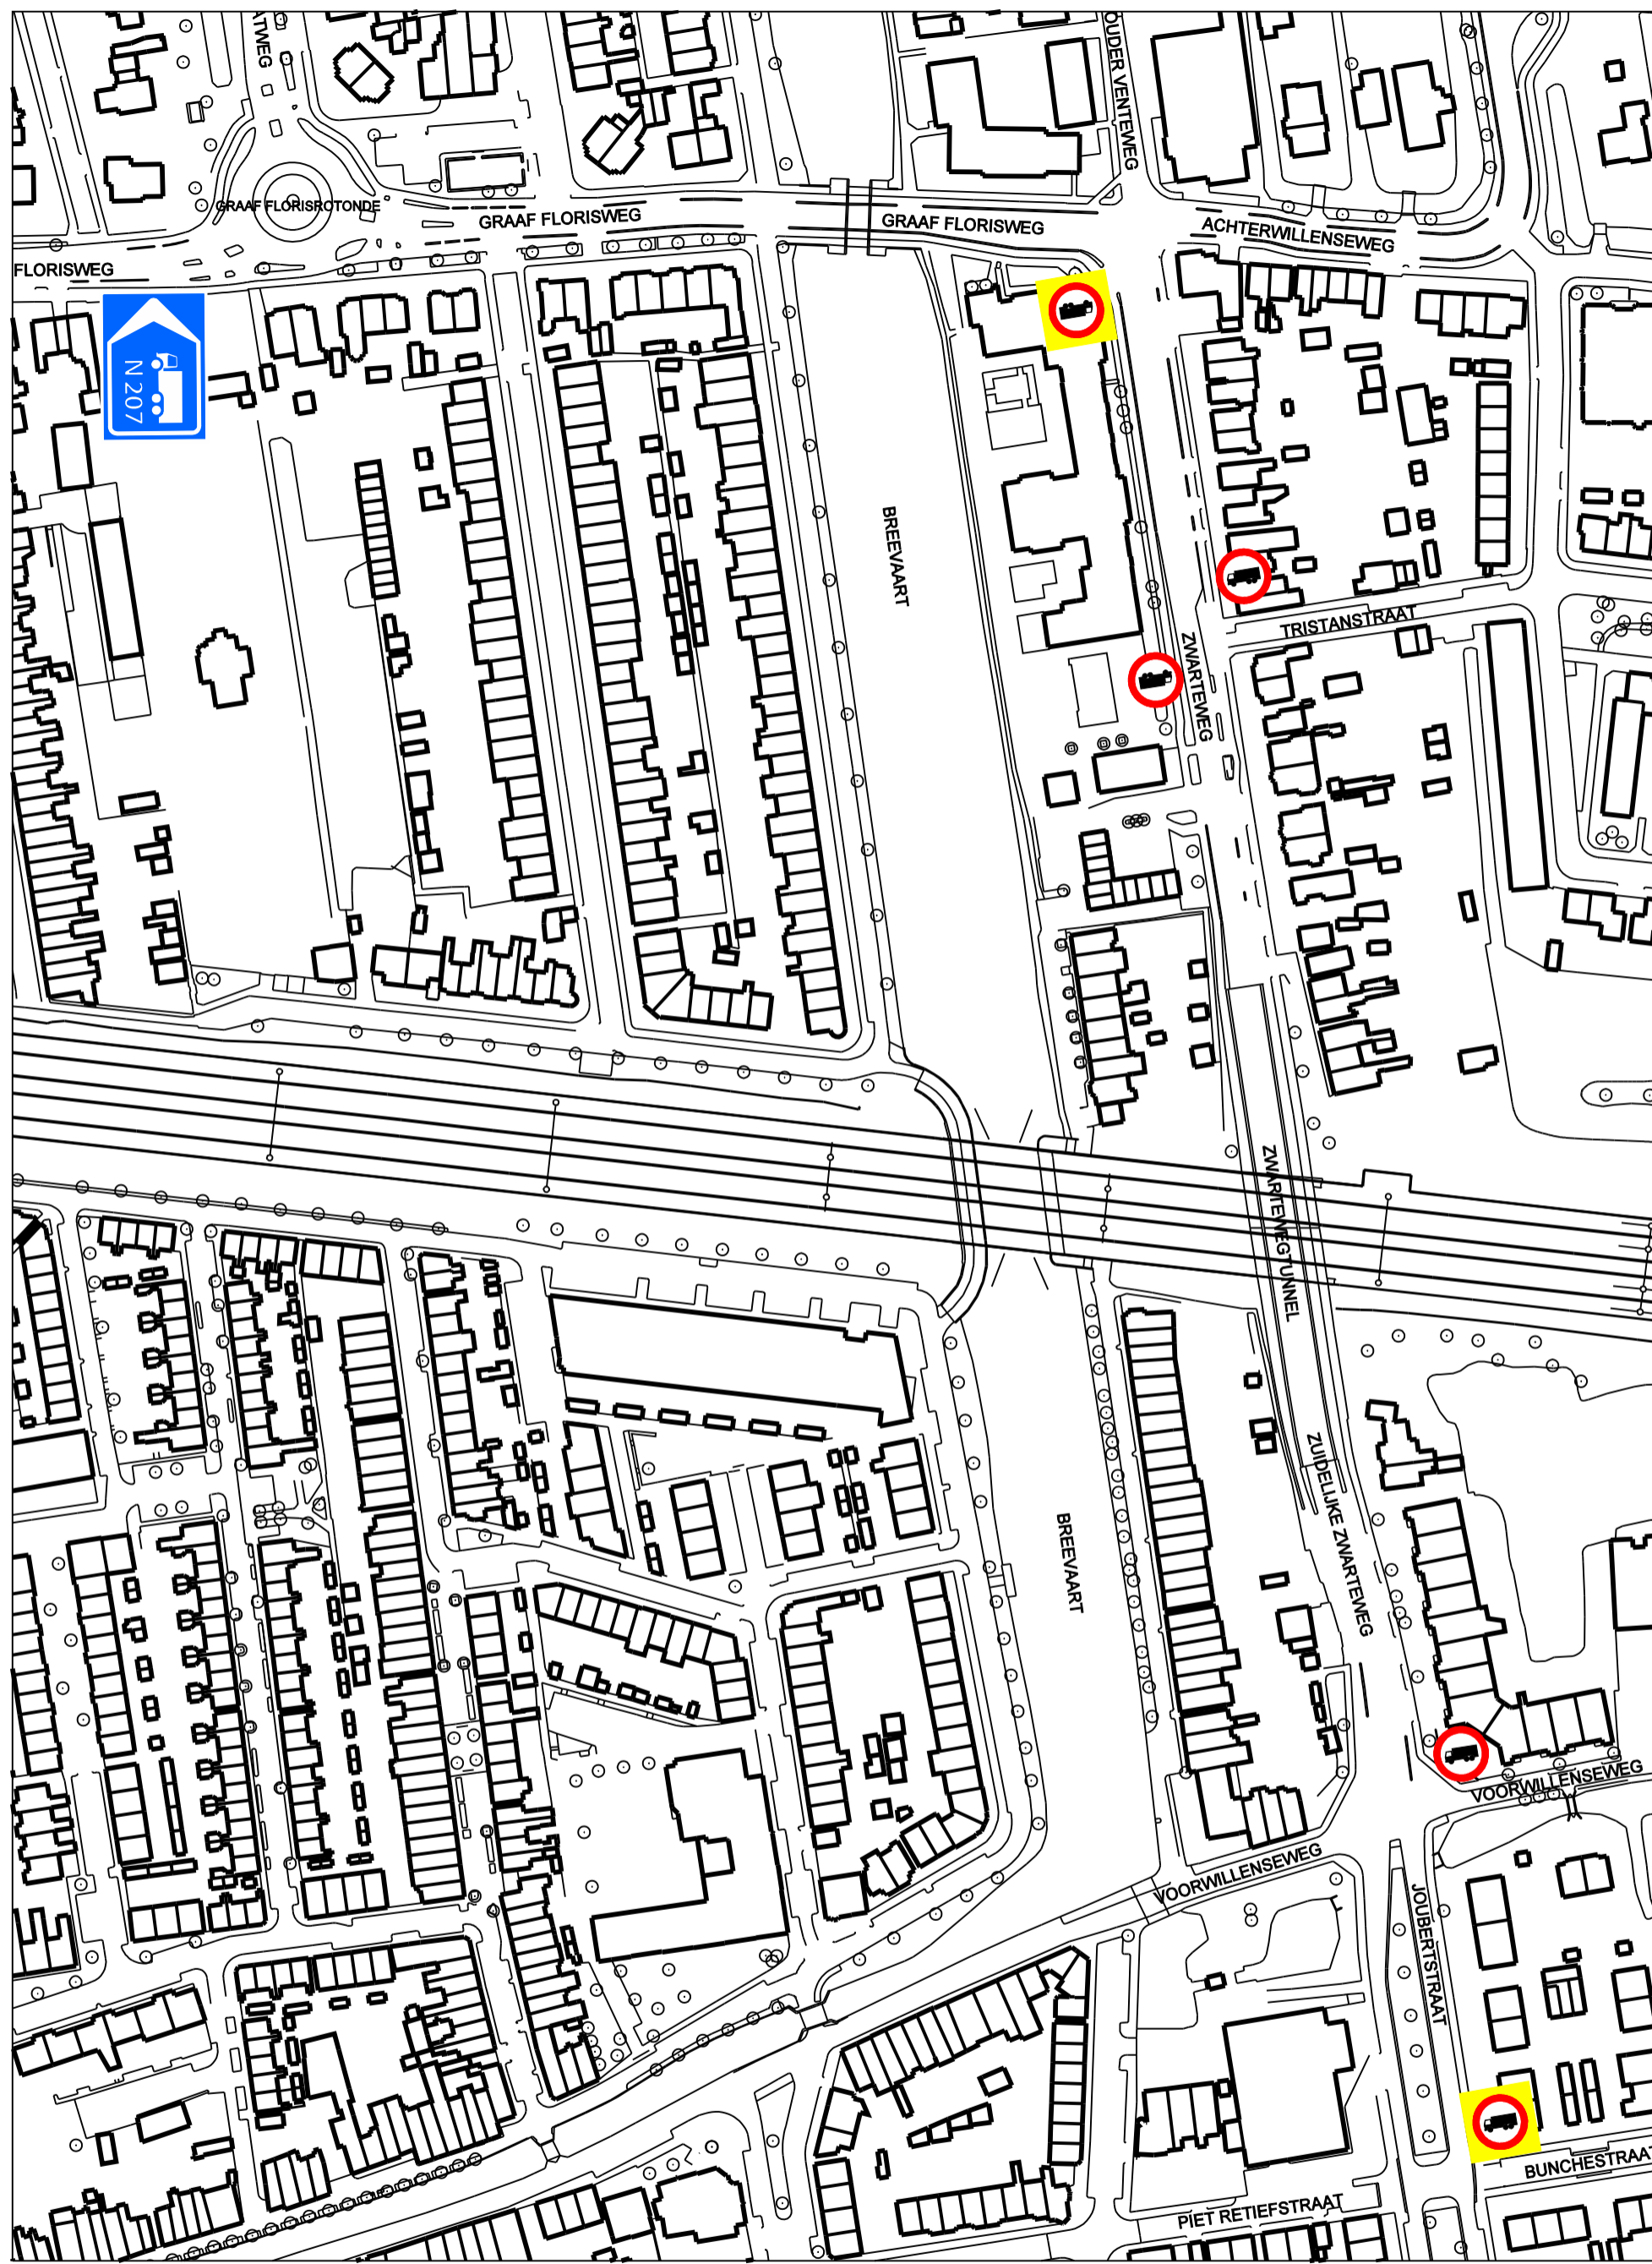 ATWEG
OUDER VENTEWEG
GRAAF FLORISROTONDE
GRAAF FLORISWEG
GRAAF FLORISWEG
ACHTERWILLENSEWEG
FLORISWEG
N 207
BREEVAART
TRISTANSTRAAT
ZWARTEWEG
ZWARTEWEGTUNNEL
ZUIDELIJKE ZWARTEWEG
BREEVAART
VOORWILLENSEWEG
VOORWILLENSEWEG
JOUBERTSTRAAT
BUNCHESTRAAT
PIET RETIEFSTRAAT